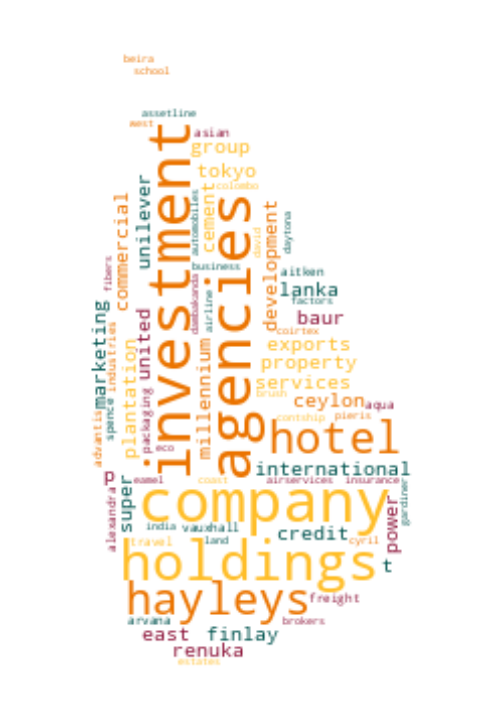 beira
school
assetline
west
asian
group
tokyo
colombo
investment
agencies
unilever
automobiles
cement
commercial
david
development
daytona
business
aitken
lanka
factors
fibers
dambakanda
airline
baur
marketing
industries
united
coirtex
exports
property
services
plantation
millennium
brush
ceylon
aqua
packaging
contship
pieris
advantis
spence
hotel
eco
international
p
eamel
coast
airservices
insurance
gardiner
alexandra
super
company
power
india
vauxhall
land
credit
travel
cyril
holdings
t
hayleys
freight
arvana
brokers
east
finlay
renuka
estates